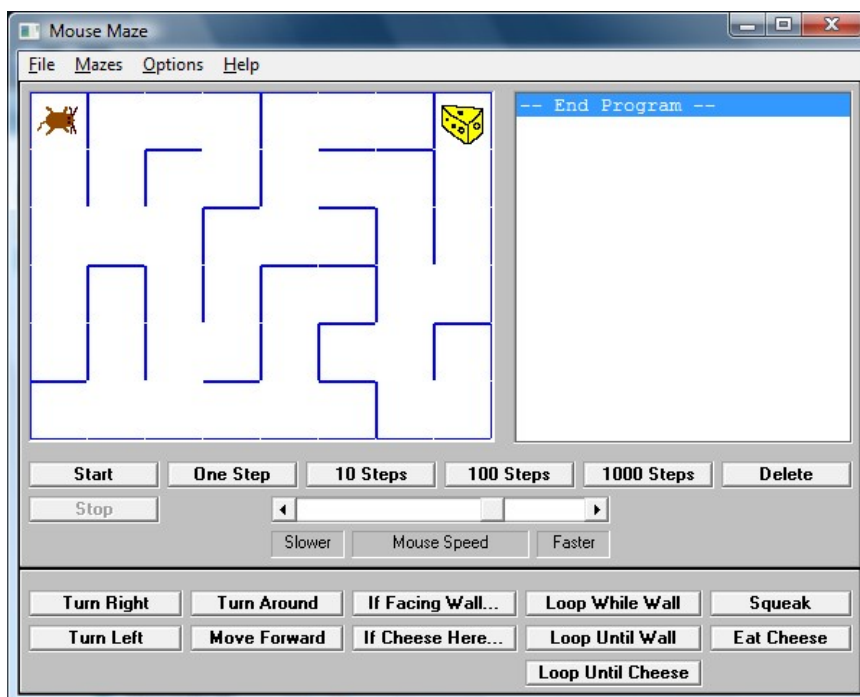 Mouse Maze
File Mazes Options Help
-- End Program --
Start One Step 10 Steps 100 Steps 1000 Steps Delete
Stop
Slower Mouse Speed Faster
Turn Right Turn Around If Facing Wall... Loop While Wall Squeak
Turn Left Move Forward If Cheese Here... Loop Until Wall Eat Cheese
Loop Until Cheese